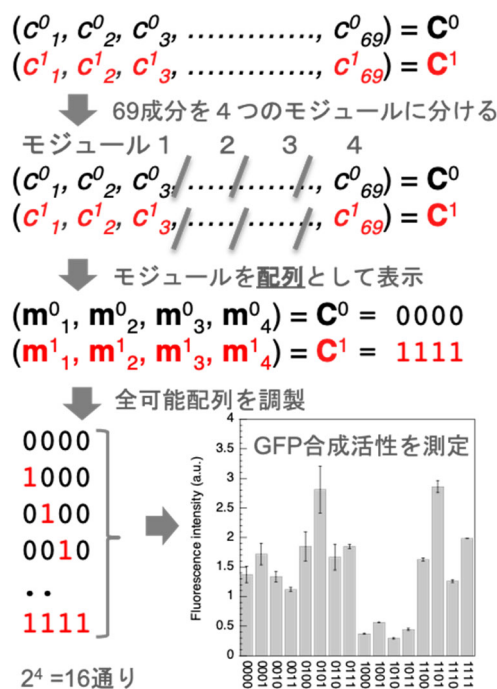 (c⁰₁, c⁰₂, c⁰₃, ............., c⁰₆₉) = C⁰
(c¹₁, c¹₂, c¹₃, ............., c¹₆₉) = C¹
69成分を4つのモジュールに分ける
モジュール1 2 3 4
(c⁰₁, c⁰₂, c⁰₃, ............., c⁰₆₉) = C⁰
(c¹₁, c¹₂, c¹₃, ............., c¹₆₉) = C¹
モジュールを配列として表示
(m⁰₁, m⁰₂, m⁰₃, m⁰₄) = C⁰ = 0000
(m¹₁, m¹₂, m¹₃, m¹₄) = C¹ = 1111
全可能配列を調製
0000
1000
0100
0010
..
1111
2⁴ =16通り
GFP合成活性を測定
Fluorescence intensity (a.u.)
4
3.5
3
2.5
2
1.5
1
0.5
0
0000
0001
0010
0011
0100
0101
0110
0111
1000
1001
1010
1011
1100
1101
1110
1111